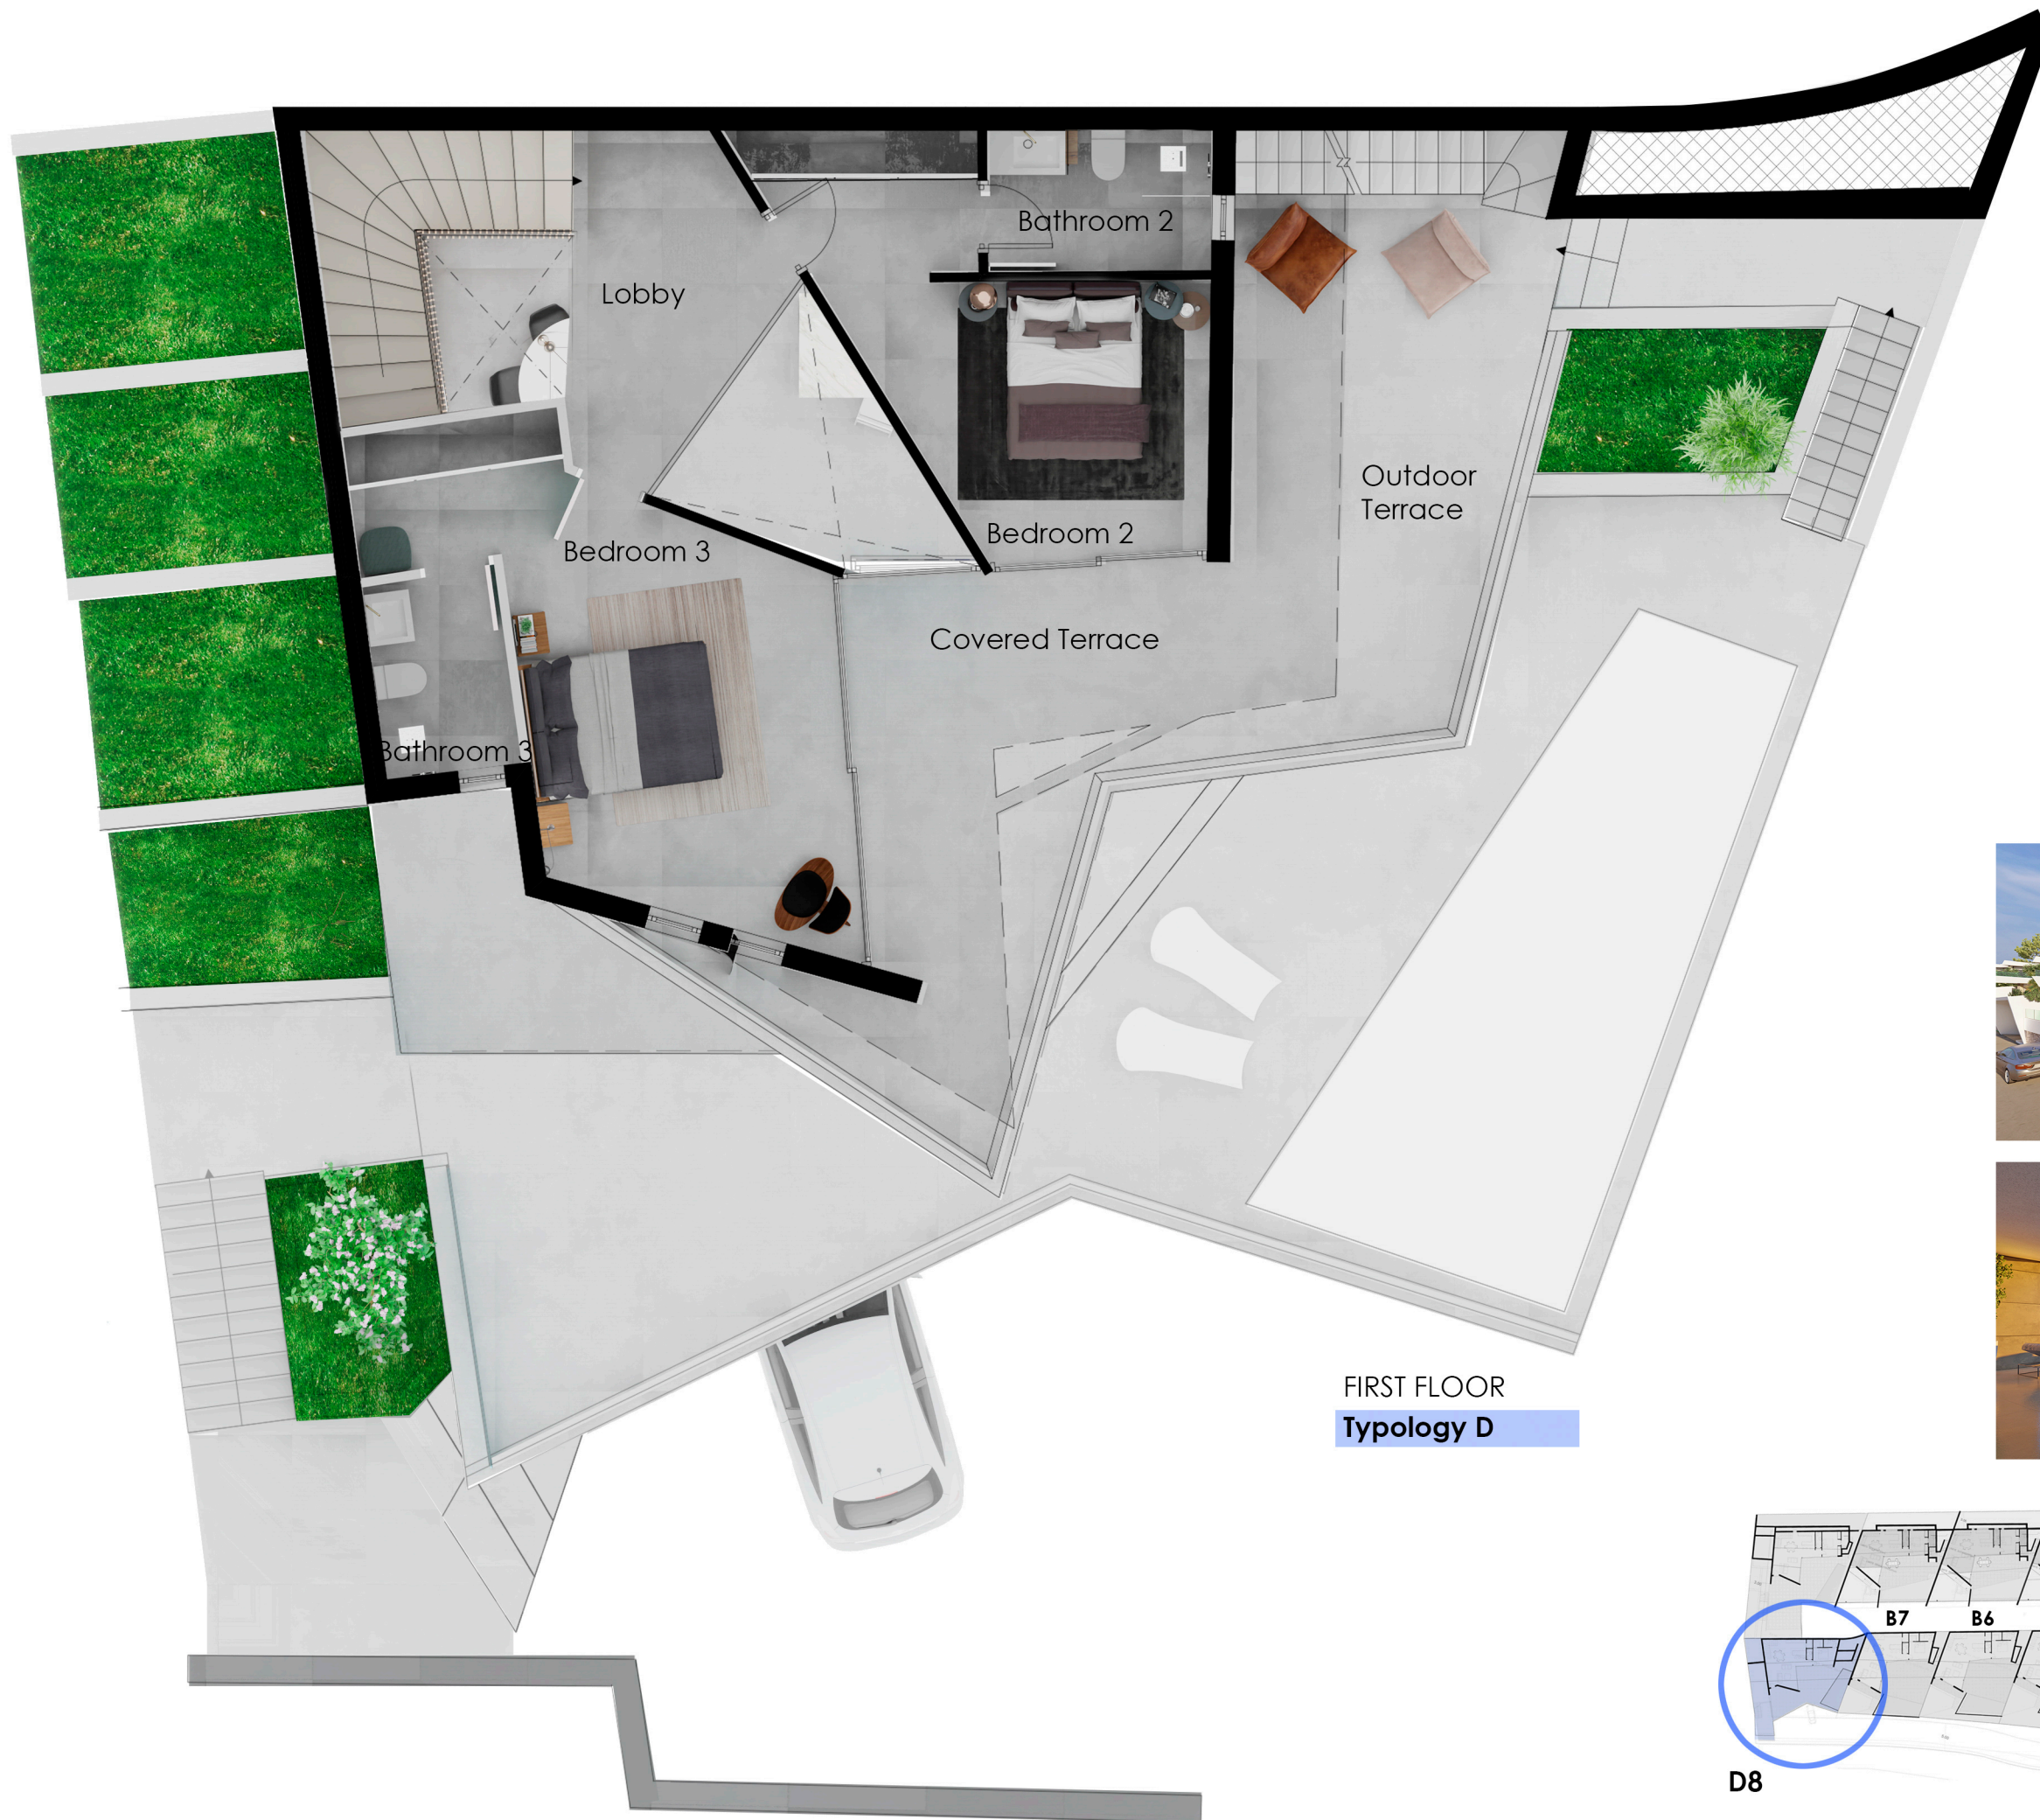 Bathroom 2
Lobby
Outdoor
Terrace
Bedroom 2
Bedroom 3
Covered Terrace
Bathroom 3
FIRST FLOOR
Typology D
B7
B6
D8